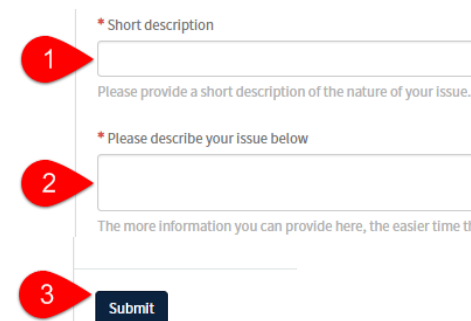 * Short description
1
Please provide a short description of the nature of your issue.
* Please describe your issue below
2
The more information you can provide here, the easier time
3
Submit